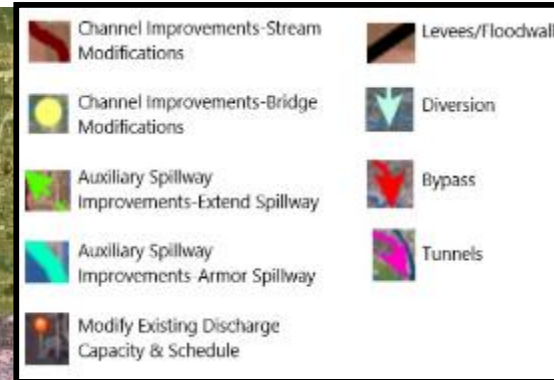 Channel Improvements-Stream
Modifications
Channel Improvements-Bridge
Modifications
Auxiliary Spillway
Improvements-Extend Spillway
Auxiliary Spillway
Improvements-Armor Spillway
Modify Existing Discharge
Capacity & Schedule
Levees/Floodwall
Diversion
Bypass
Tunnels